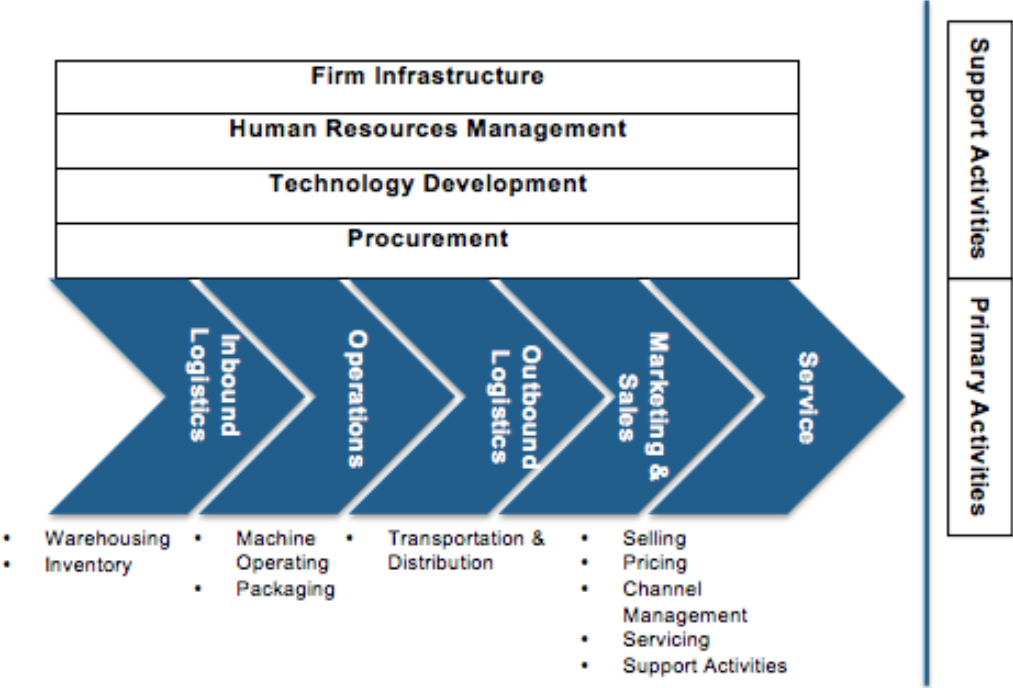 Firm Infrastructure
Human Resources Management
Technology Development
Procurement
Support Activities
Inbound
Logistics
Operations
Outbound
Logistics
Marketing &
Sales
Service
Primary Activities
• Warehousing
• Inventory
• Machine
Operating
• Packaging
• Transportation &
Distribution
• Selling
• Pricing
• Channel
Management
• Servicing
• Support Activities